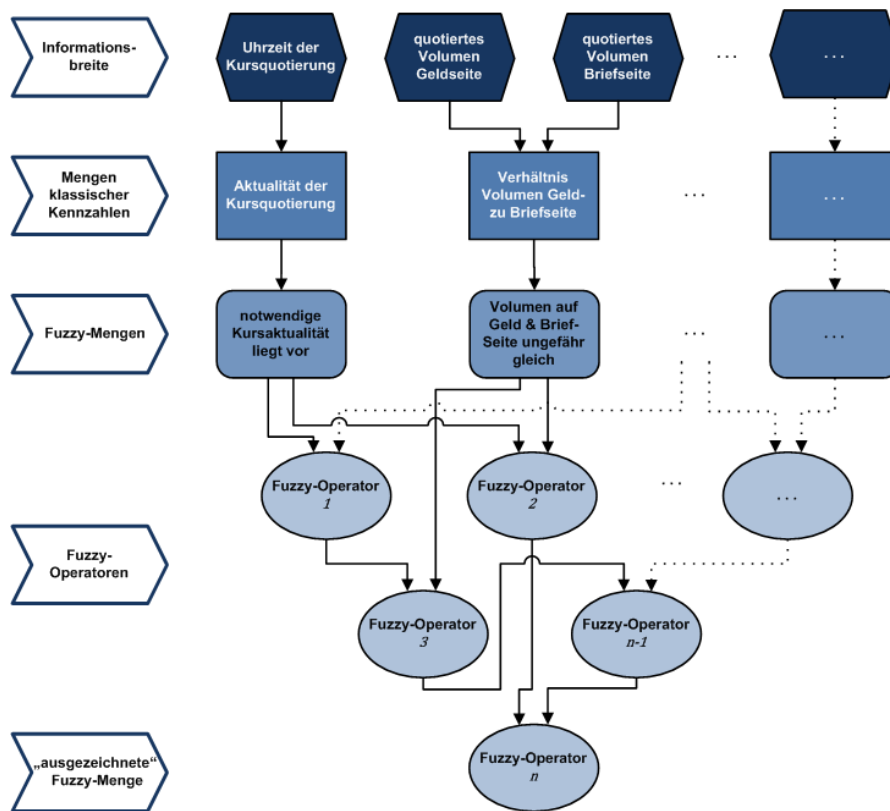 Informations-
breite
Uhrzeit der
Kursquotierung
quotiertes
Volumen
Geldseite
quotiertes
Volumen
Briefseite
...
...
Mengen
klassischer
Kennzahlen
Aktualität der
Kursquotierung
Verhältnis
Volumen Geld-
zu Briefseite
...
...
Fuzzy-Mengen
notwendige
Kursaktualität
liegt vor
Volumen auf
Geld & Brief-
Seite ungefähr
gleich
...
...
Fuzzy-
Operatoren
Fuzzy-Operator
1
Fuzzy-Operator
2
...
...
Fuzzy-Operator
3
Fuzzy-Operator
n-1
„ausgezeichnete“
Fuzzy-Menge
Fuzzy-Operator
n